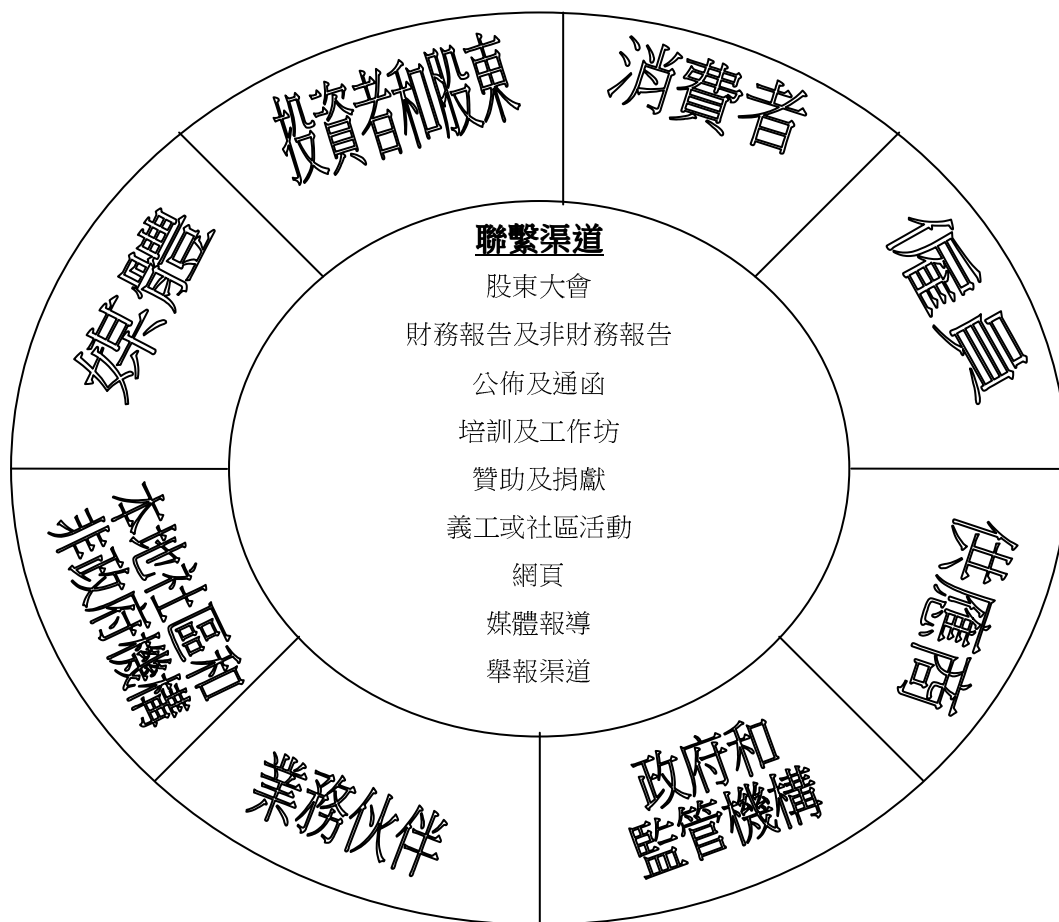 投資者和股東
消費者
僱員
供應商
政府和
監管機構
業務伙伴
本地社區和
非政府機構
媒體
聯繫渠道
股東大會
財務報告及非財務報告
公佈及通函
培訓及工作坊
贊助及捐獻
義工或社區活動
網頁
媒體報導
舉報渠道